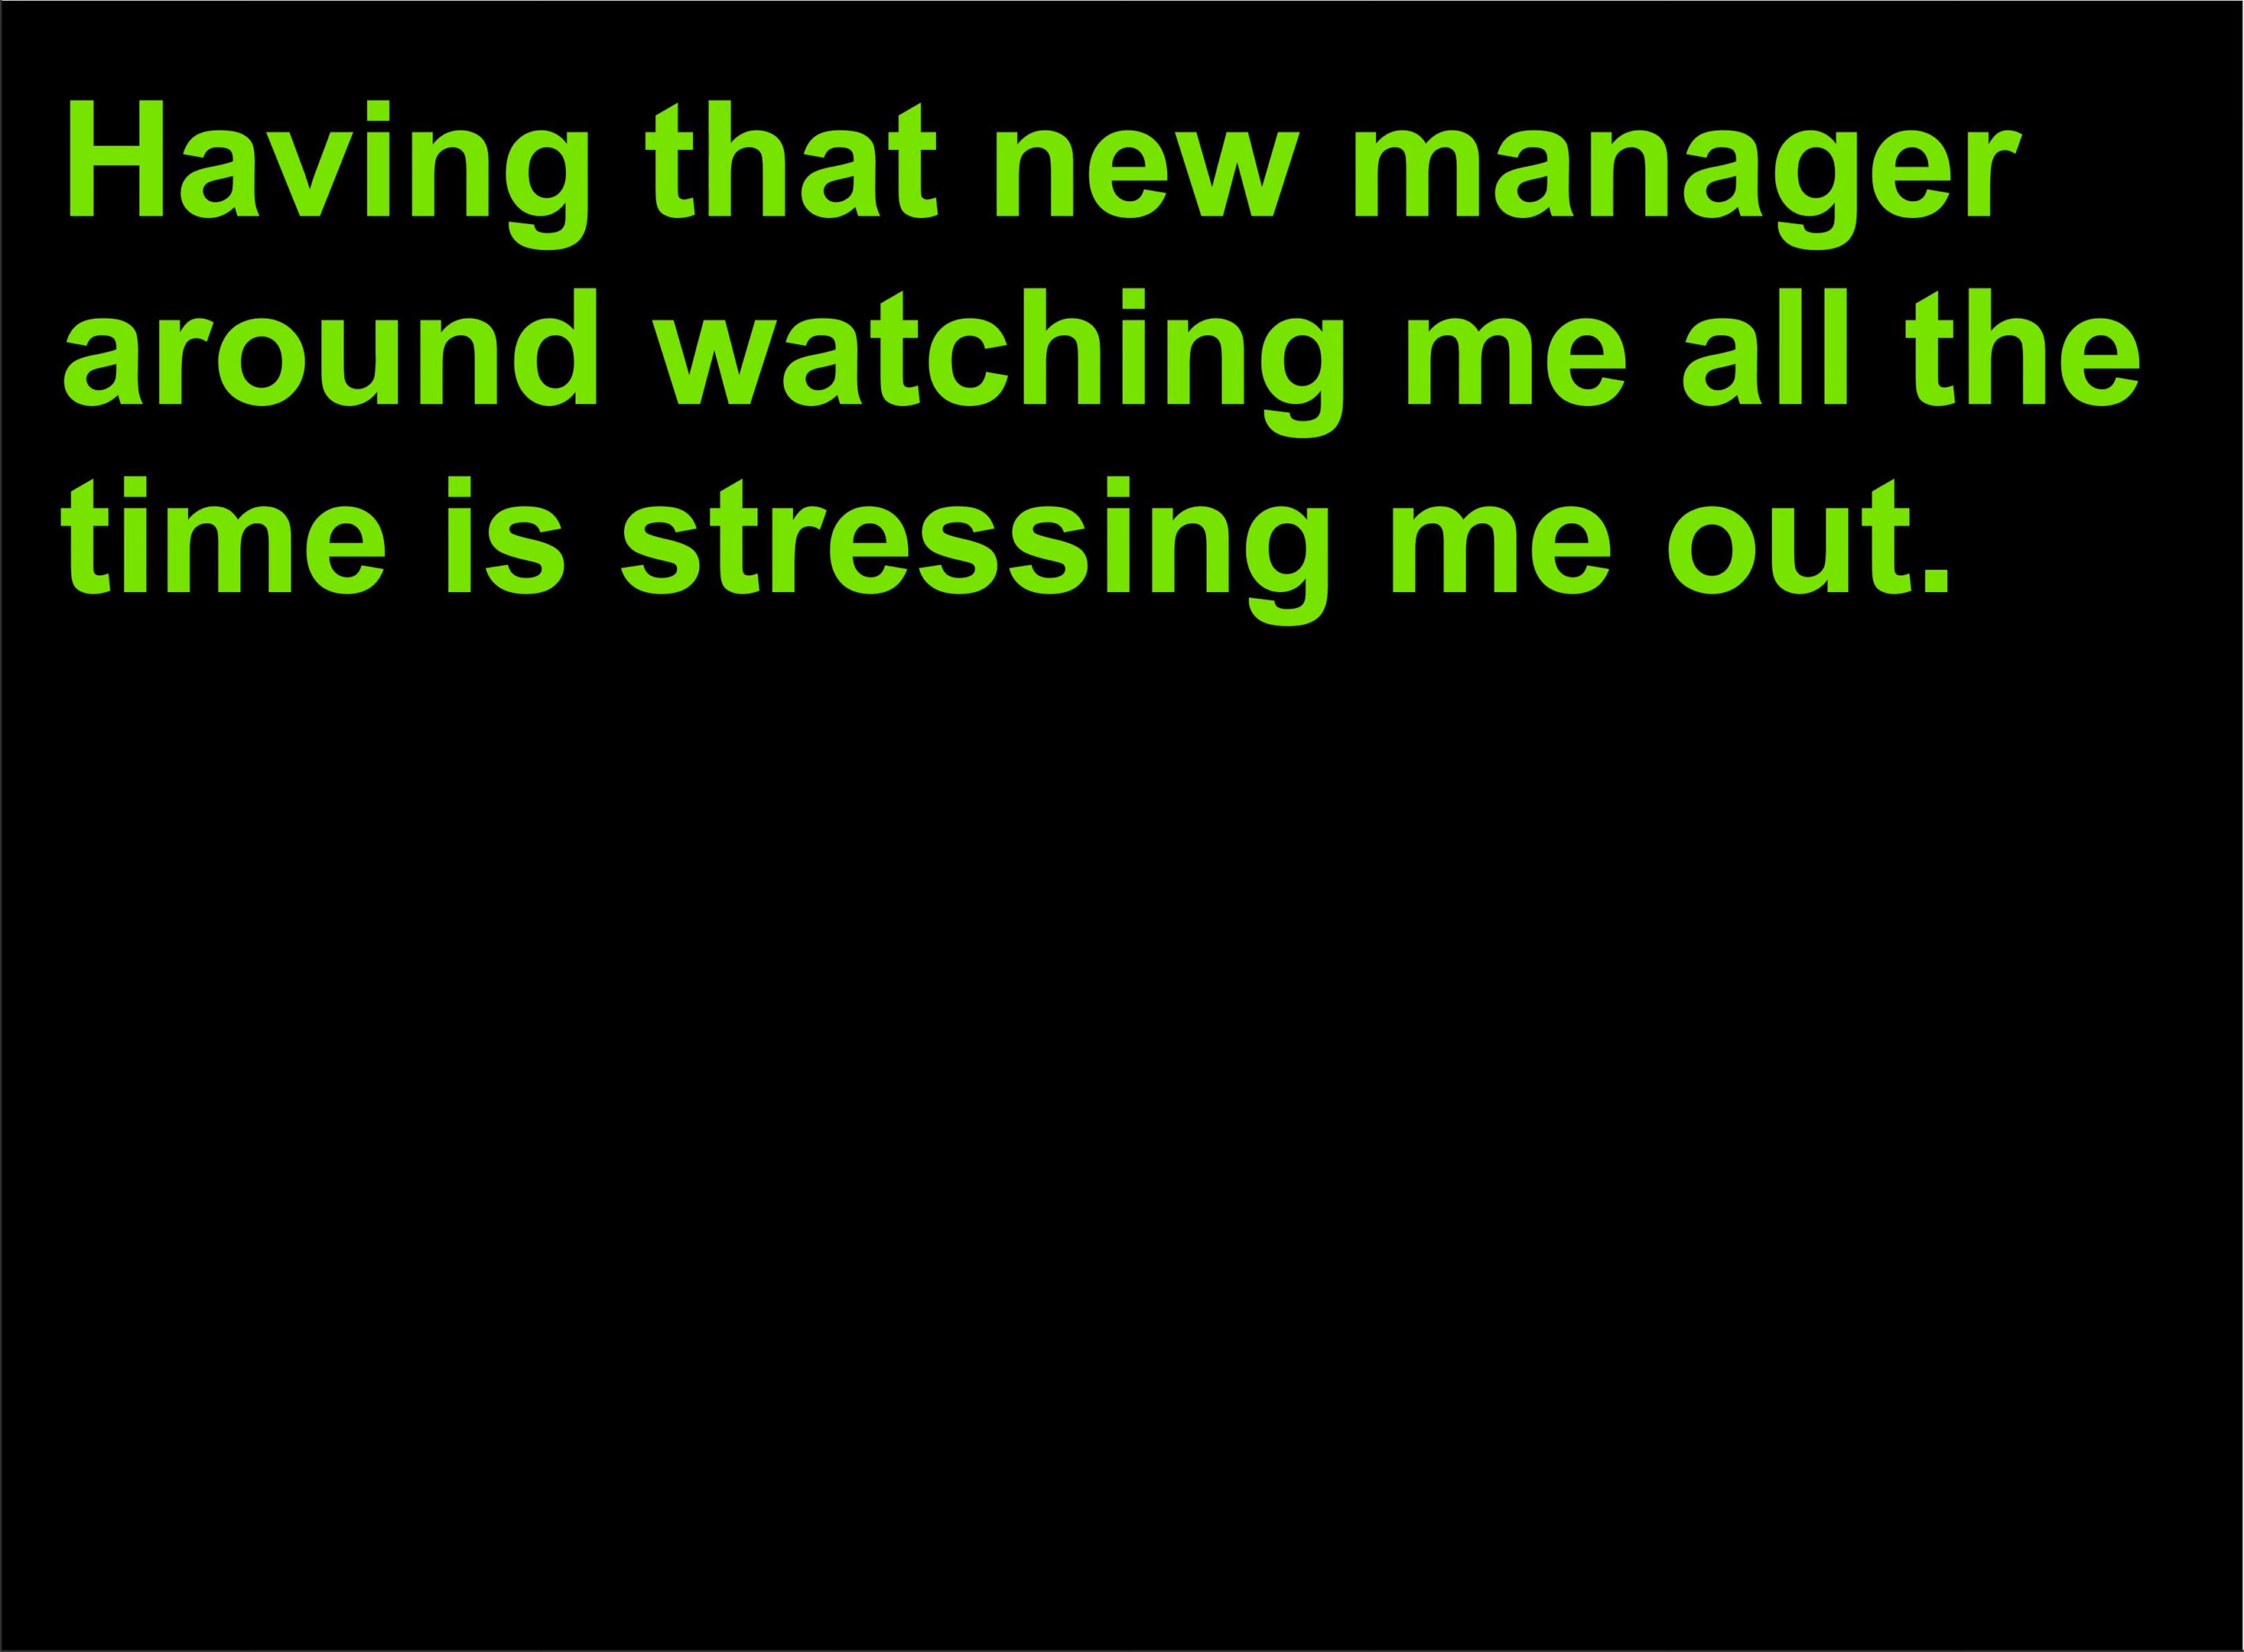 Having that new manager
around watching me all the
time is stressing me out.